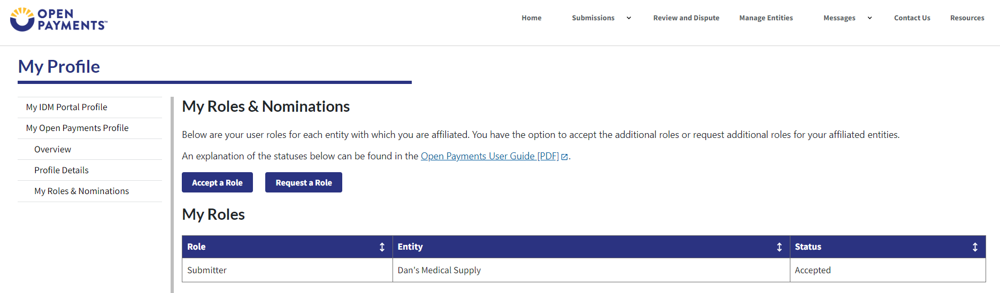 OPEN
PAYMENTS™
Home Submissions Review and Dispute Manage Entities Messages Contact Us Resources
My Profile
My IDM Portal Profile
My Open Payments Profile
Overview
Profile Details
My Roles & Nominations
My Roles & Nominations
Below are your user roles for each entity with which you are affiliated. You have the option to accept the additional roles or request additional roles for your affiliated entities.
An explanation of the statuses below can be found in the Open Payments User Guide [PDF].
Accept a Role Request a Role
My Roles
Role Entity Status
Submitter Dan's Medical Supply Accepted